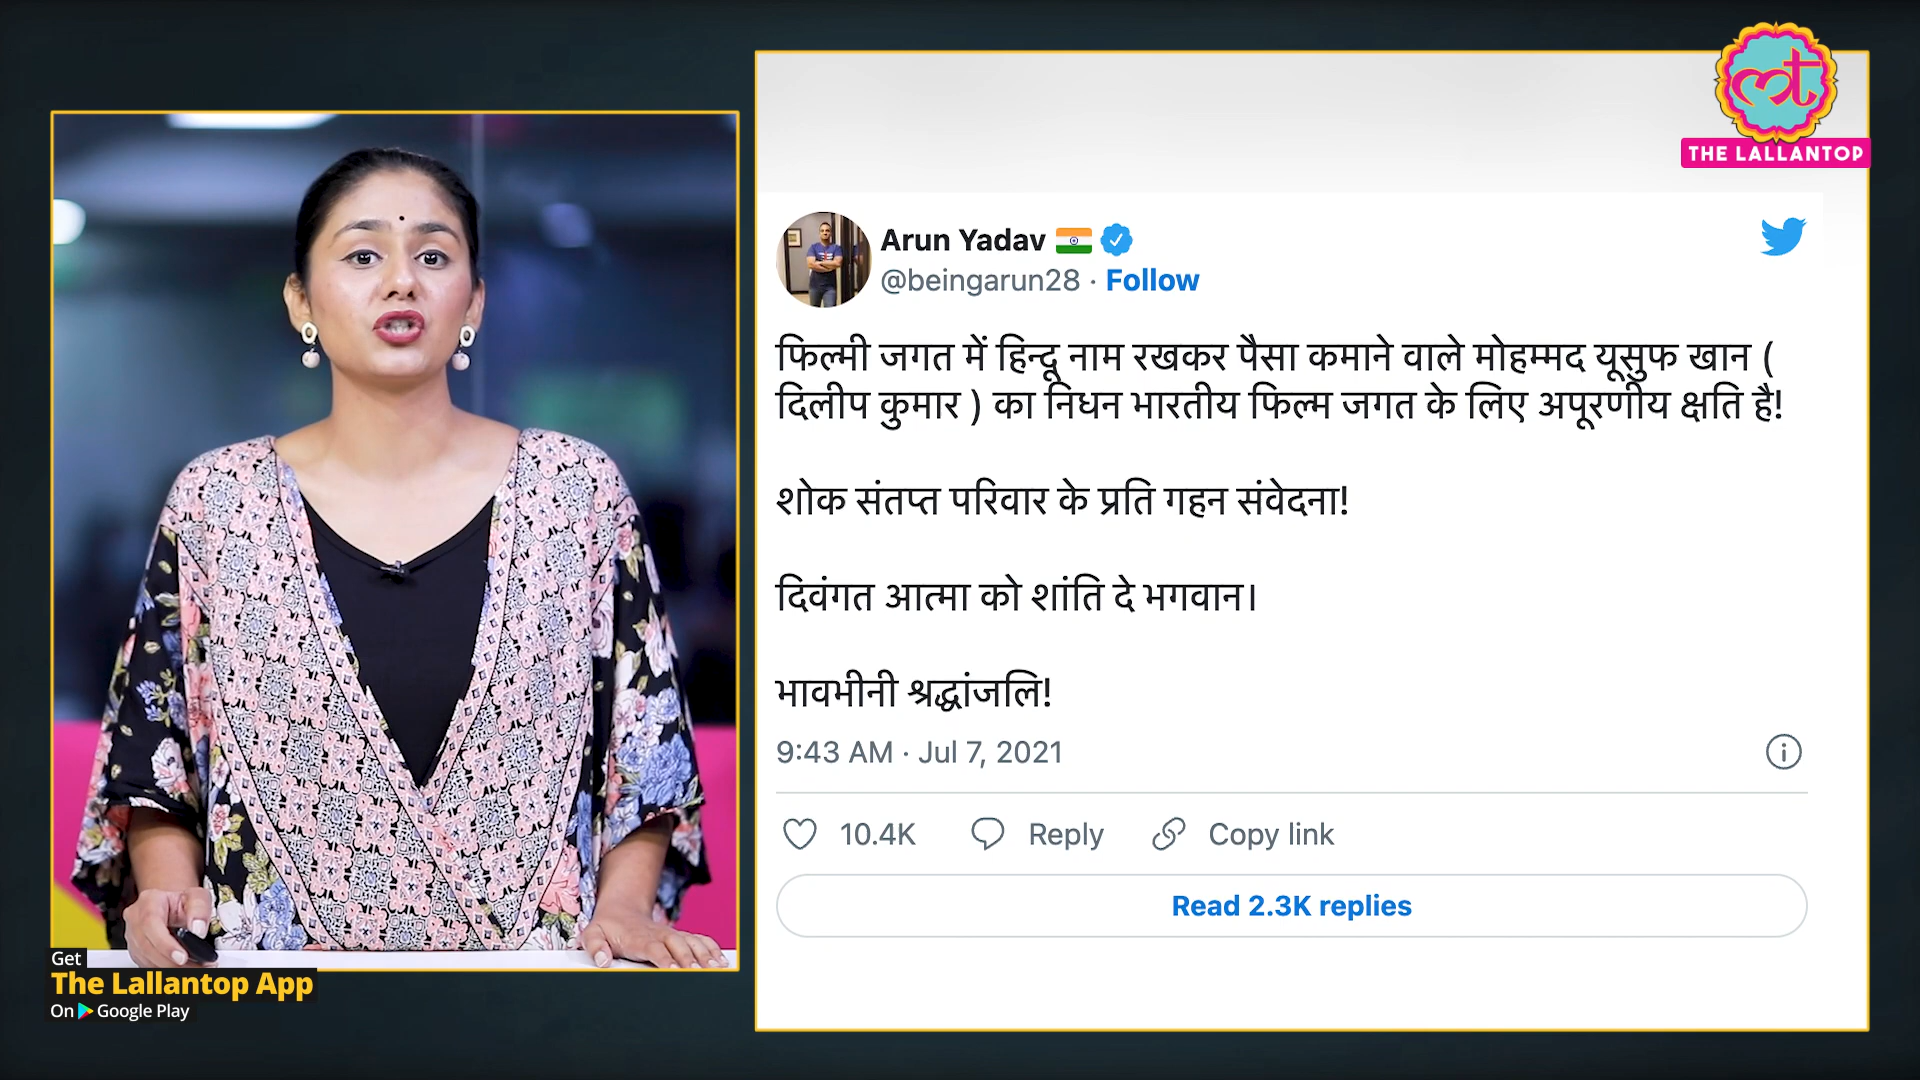 THE LALLANTOP
Arun Yadav
@beingarun28 · Follow
फिल्मी जगत में हिन्दू नाम रखकर पैसा कमाने वाले मोहम्मद यूसुफ खान (
दिलीप कुमार ) का निधन भारतीय फिल्म जगत के लिए अपूरणीय क्षति है!
शोक संतप्त परिवार के प्रति गहन संवेदना!
दिवंगत आत्मा को शांति दे भगवान।
भावभीनी श्रद्धांजलि!
9:43 AM · Jul 7, 2021
10.4K Reply Copy link
Read 2.3K replies
Get
The Lallantop App
On Google Play